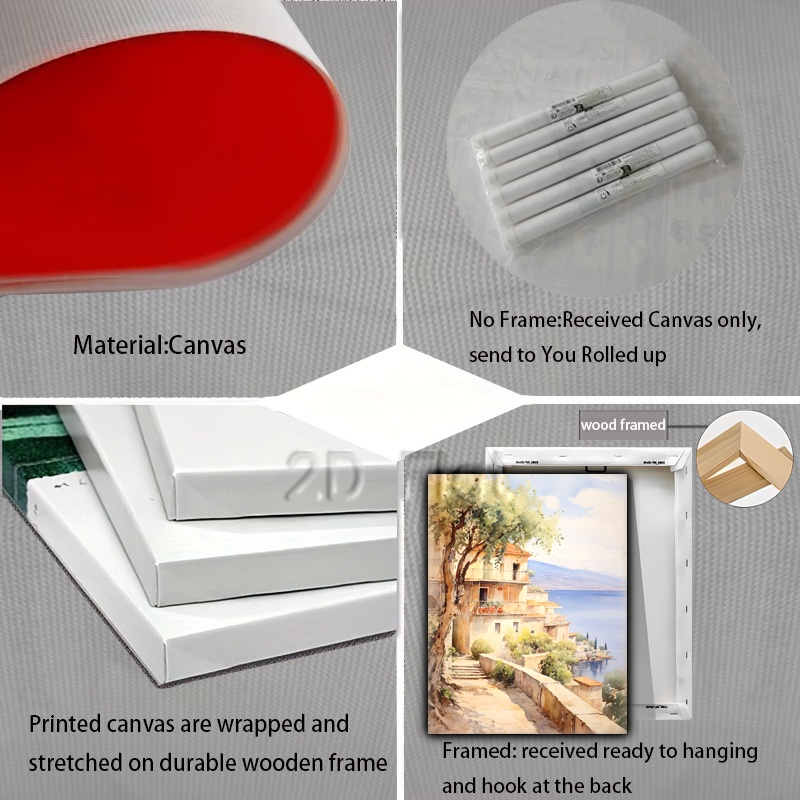 Material:Canvas
No Frame:Received Canvas only,
send to You Rolled up
2D
wood framed
Printed canvas are wrapped and
stretched on durable wooden frame
Framed: received ready to hanging
and hook at the back